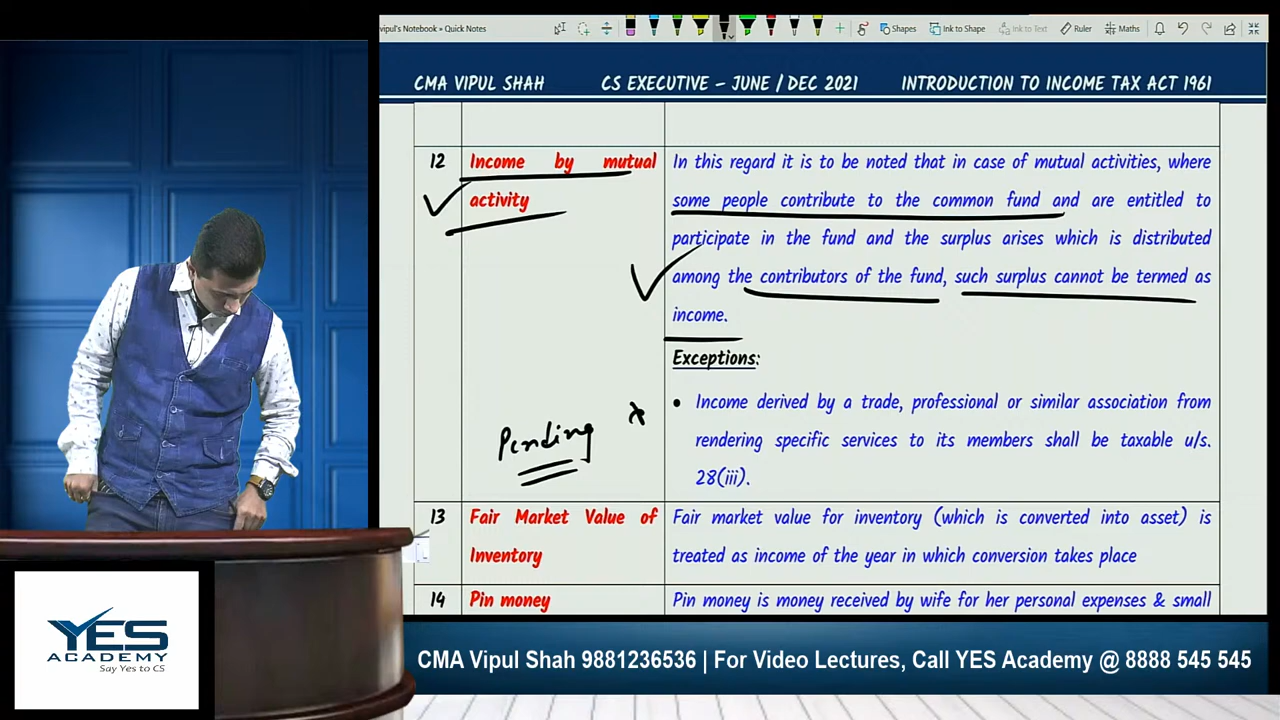 vipul's Notebook » Quick Notes
Shapes Ink to Shape Ink to Text Ruler Maths
CMA VIPUL SHAH CS EXECUTIVE – JUNE / DEC 2021 INTRODUCTION TO INCOME TAX ACT 1961
12 Income by mutual activity
In this regard it is to be noted that in case of mutual activities, where
some people contribute to the common fund and are entitled to
participate in the fund and the surplus arises which is distributed
among the contributors of the fund, such surplus cannot be termed as
income.
Exceptions:
• Income derived by a trade, professional or similar association from
rendering specific services to its members shall be taxable u/s.
28(iii).
Pending
13 Fair Market Value of
Inventory
Fair market value for inventory (which is converted into asset) is
treated as income of the year in which conversion takes place
14 Pin money
Pin money is money received by wife for her personal expenses & small
YES
ACADEMY
Say Yes to CS
CMA Vipul Shah 9881236536 | For Video Lectures, Call YES Academy @ 8888 545 545